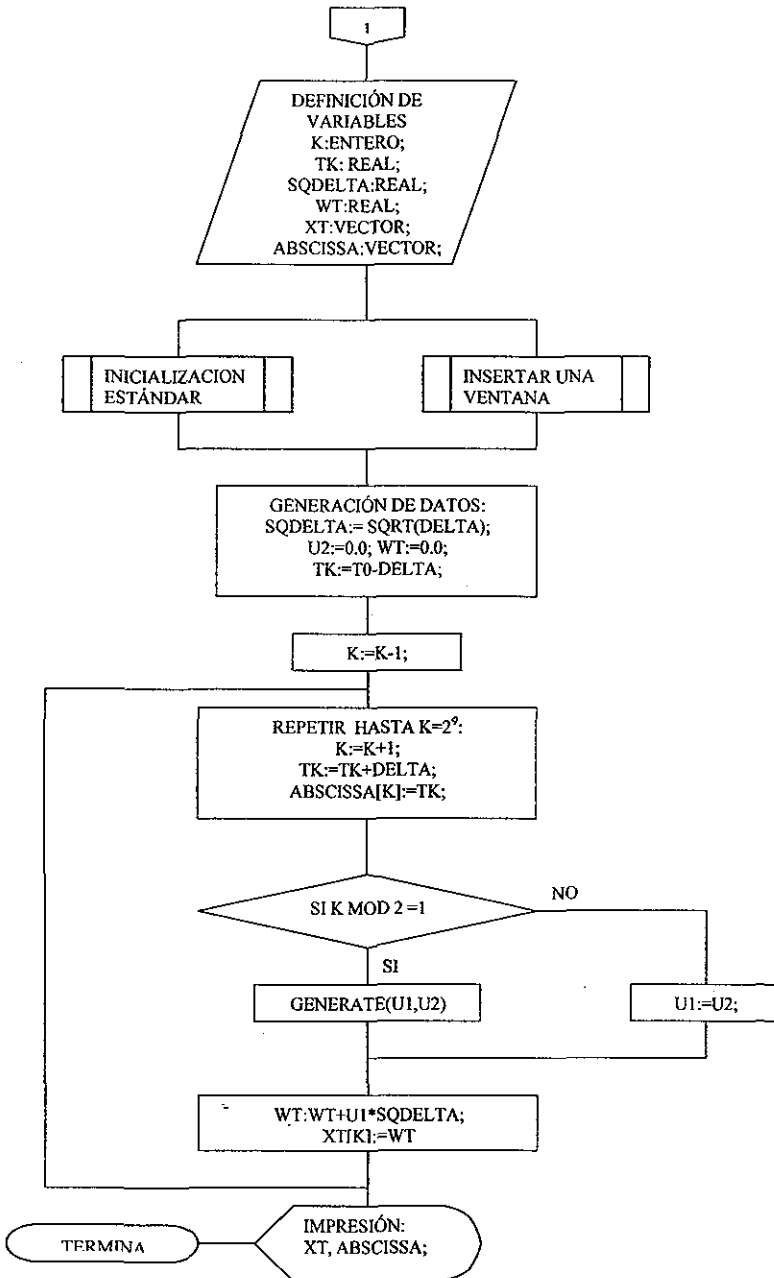 1
DEFINICIÓN DE
VARIABLES
K:ENTERO;
TK: REAL;
SQDELTA:REAL;
WT:REAL;
XT:VECTOR;
ABSCISSA:VECTOR;
INICIALIZACION
ESTÁNDAR
INSERTAR UNA
VENTANA
GENERACIÓN DE DATOS:
SQDELTA:= SQRT(DELTA);
U2:=0.0; WT:=0.0;
TK:=T0-DELTA;
K:=K-1;
REPETIR HASTA K=2⁹:
K:=K+1;
TK:=TK+DELTA;
ABSCISSA[K]:=TK;
SI K MOD 2 =1
NO
SI
GENERATE(U1,U2)
U1:=U2;
WT:WT+U1*SQDELTA;
XT[K]:=WT
IMPRESIÓN:
XT, ABSCISSA;
TERMINA